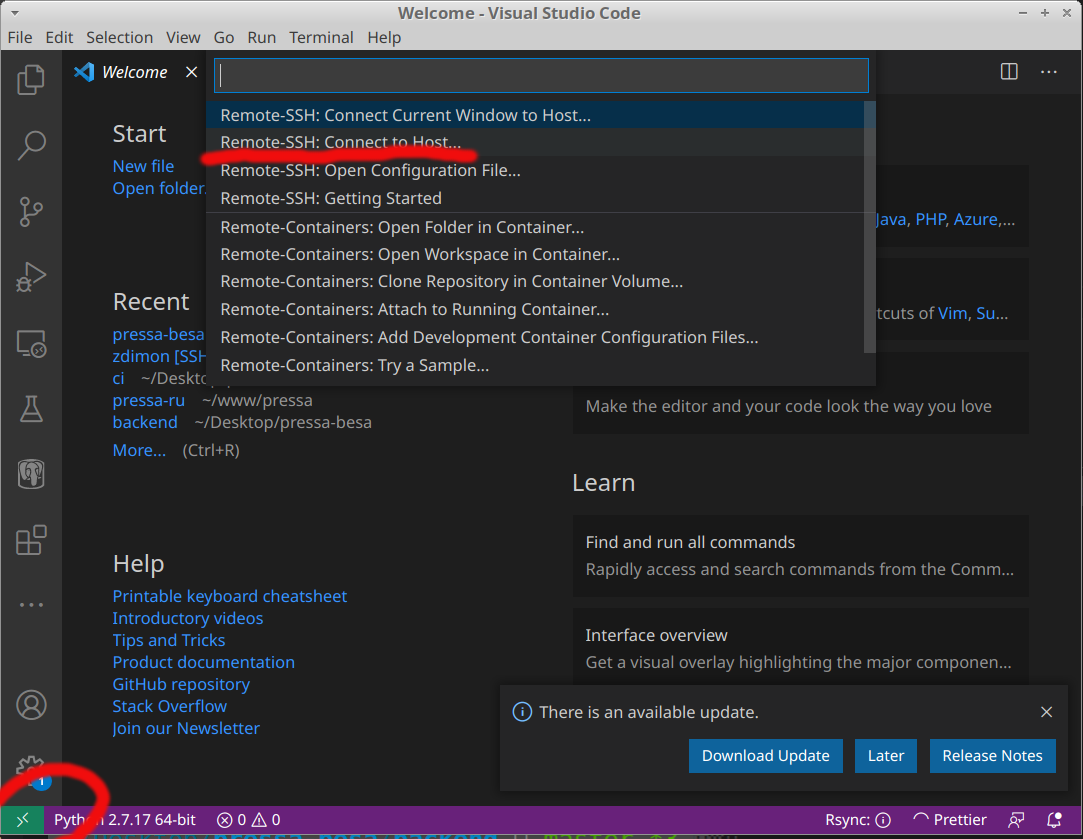 Welcome - Visual Studio Code
File Edit Selection View Go Run Terminal Help
Welcome
Remote-SSH: Connect Current Window to Host...
Remote-SSH: Connect to Host...
Remote-SSH: Open Configuration File...
Remote-SSH: Getting Started
Remote-Containers: Open Folder in Container...
Remote-Containers: Open Workspace in Container...
Remote-Containers: Clone Repository in Container Volume...
Remote-Containers: Attach to Running Container...
Remote-Containers: Add Development Container Configuration Files...
Remote-Containers: Try a Sample...
Start
New file
Open folder.
Recent
pressa-besa
zdimon [SSH
ci ~/Deskto
pressa-ru ~/www/pressa
backend ~/Desktop/pressa-besa
More... (Ctrl+R)
Help
Printable keyboard cheatsheet
Introductory videos
Tips and Tricks
Product documentation
GitHub repository
Stack Overflow
Join our Newsletter
Java, PHP, Azure,...
tcuts of Vim, Su...
Make the editor and your code look the way you love
Learn
Find and run all commands
Rapidly access and search commands from the Comm...
Interface overview
Get a visual overlay highlighting the major componen...
There is an available update.
Download Update Later Release Notes
1
Python 2.7.17 64-bit 0 0 Rsync: Prettier